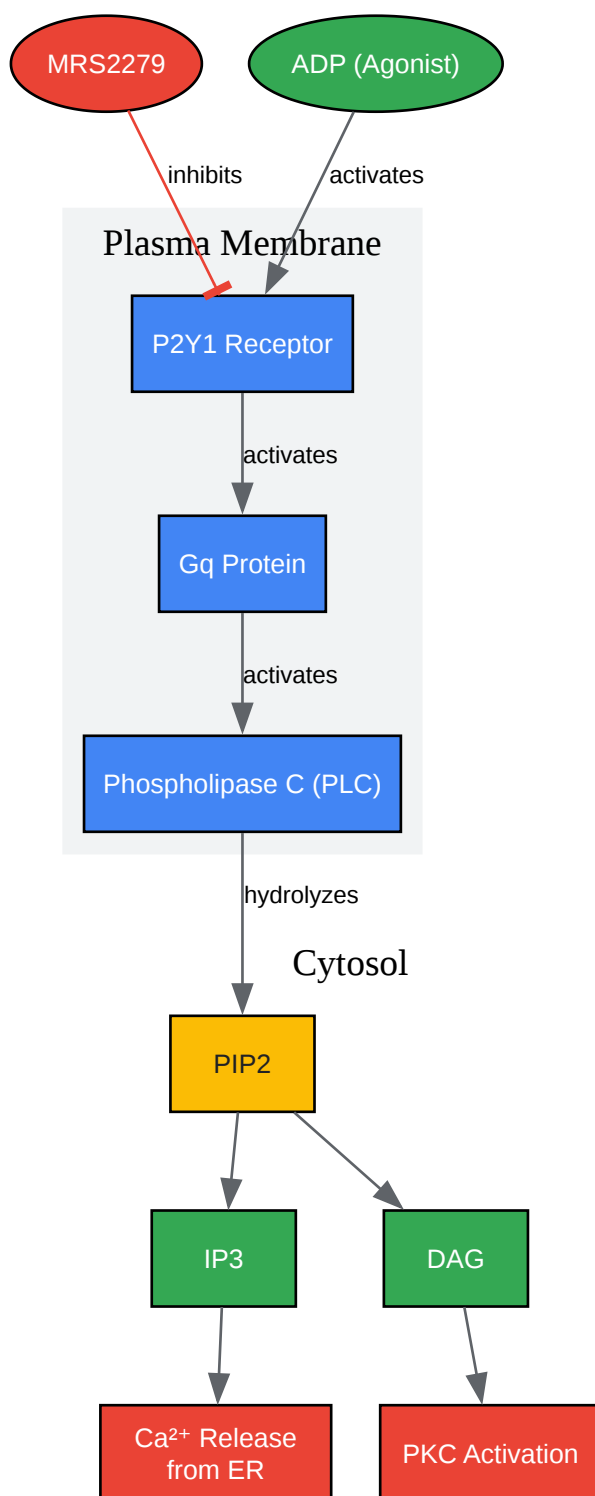 MRS2279
ADP (Agonist)
inhibits
activates
Plasma Membrane
P2Y1 Receptor
activates
Gq Protein
activates
Phospholipase C (PLC)
hydrolyzes
Cytosol
PIP2
IP3
DAG
Ca²⁺ Release
from ER
PKC Activation